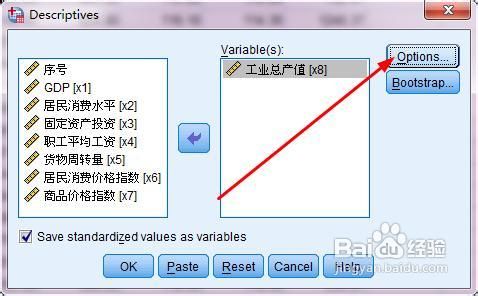 Descriptives
Variable(s):
序号
GDP [x1]
居民消费水平 [x2]
固定资产投资 [x3]
职工平均工资 [x4]
货物周转量 [x5]
居民消费价格指数 [x6]
商品价格指数 [x7]
工业总产值 [x8]
Options...
Bootstrap...
Save standardized values as variables
OK Paste Reset Cancel Help
Baidu 经验
jingyan.baidu.com